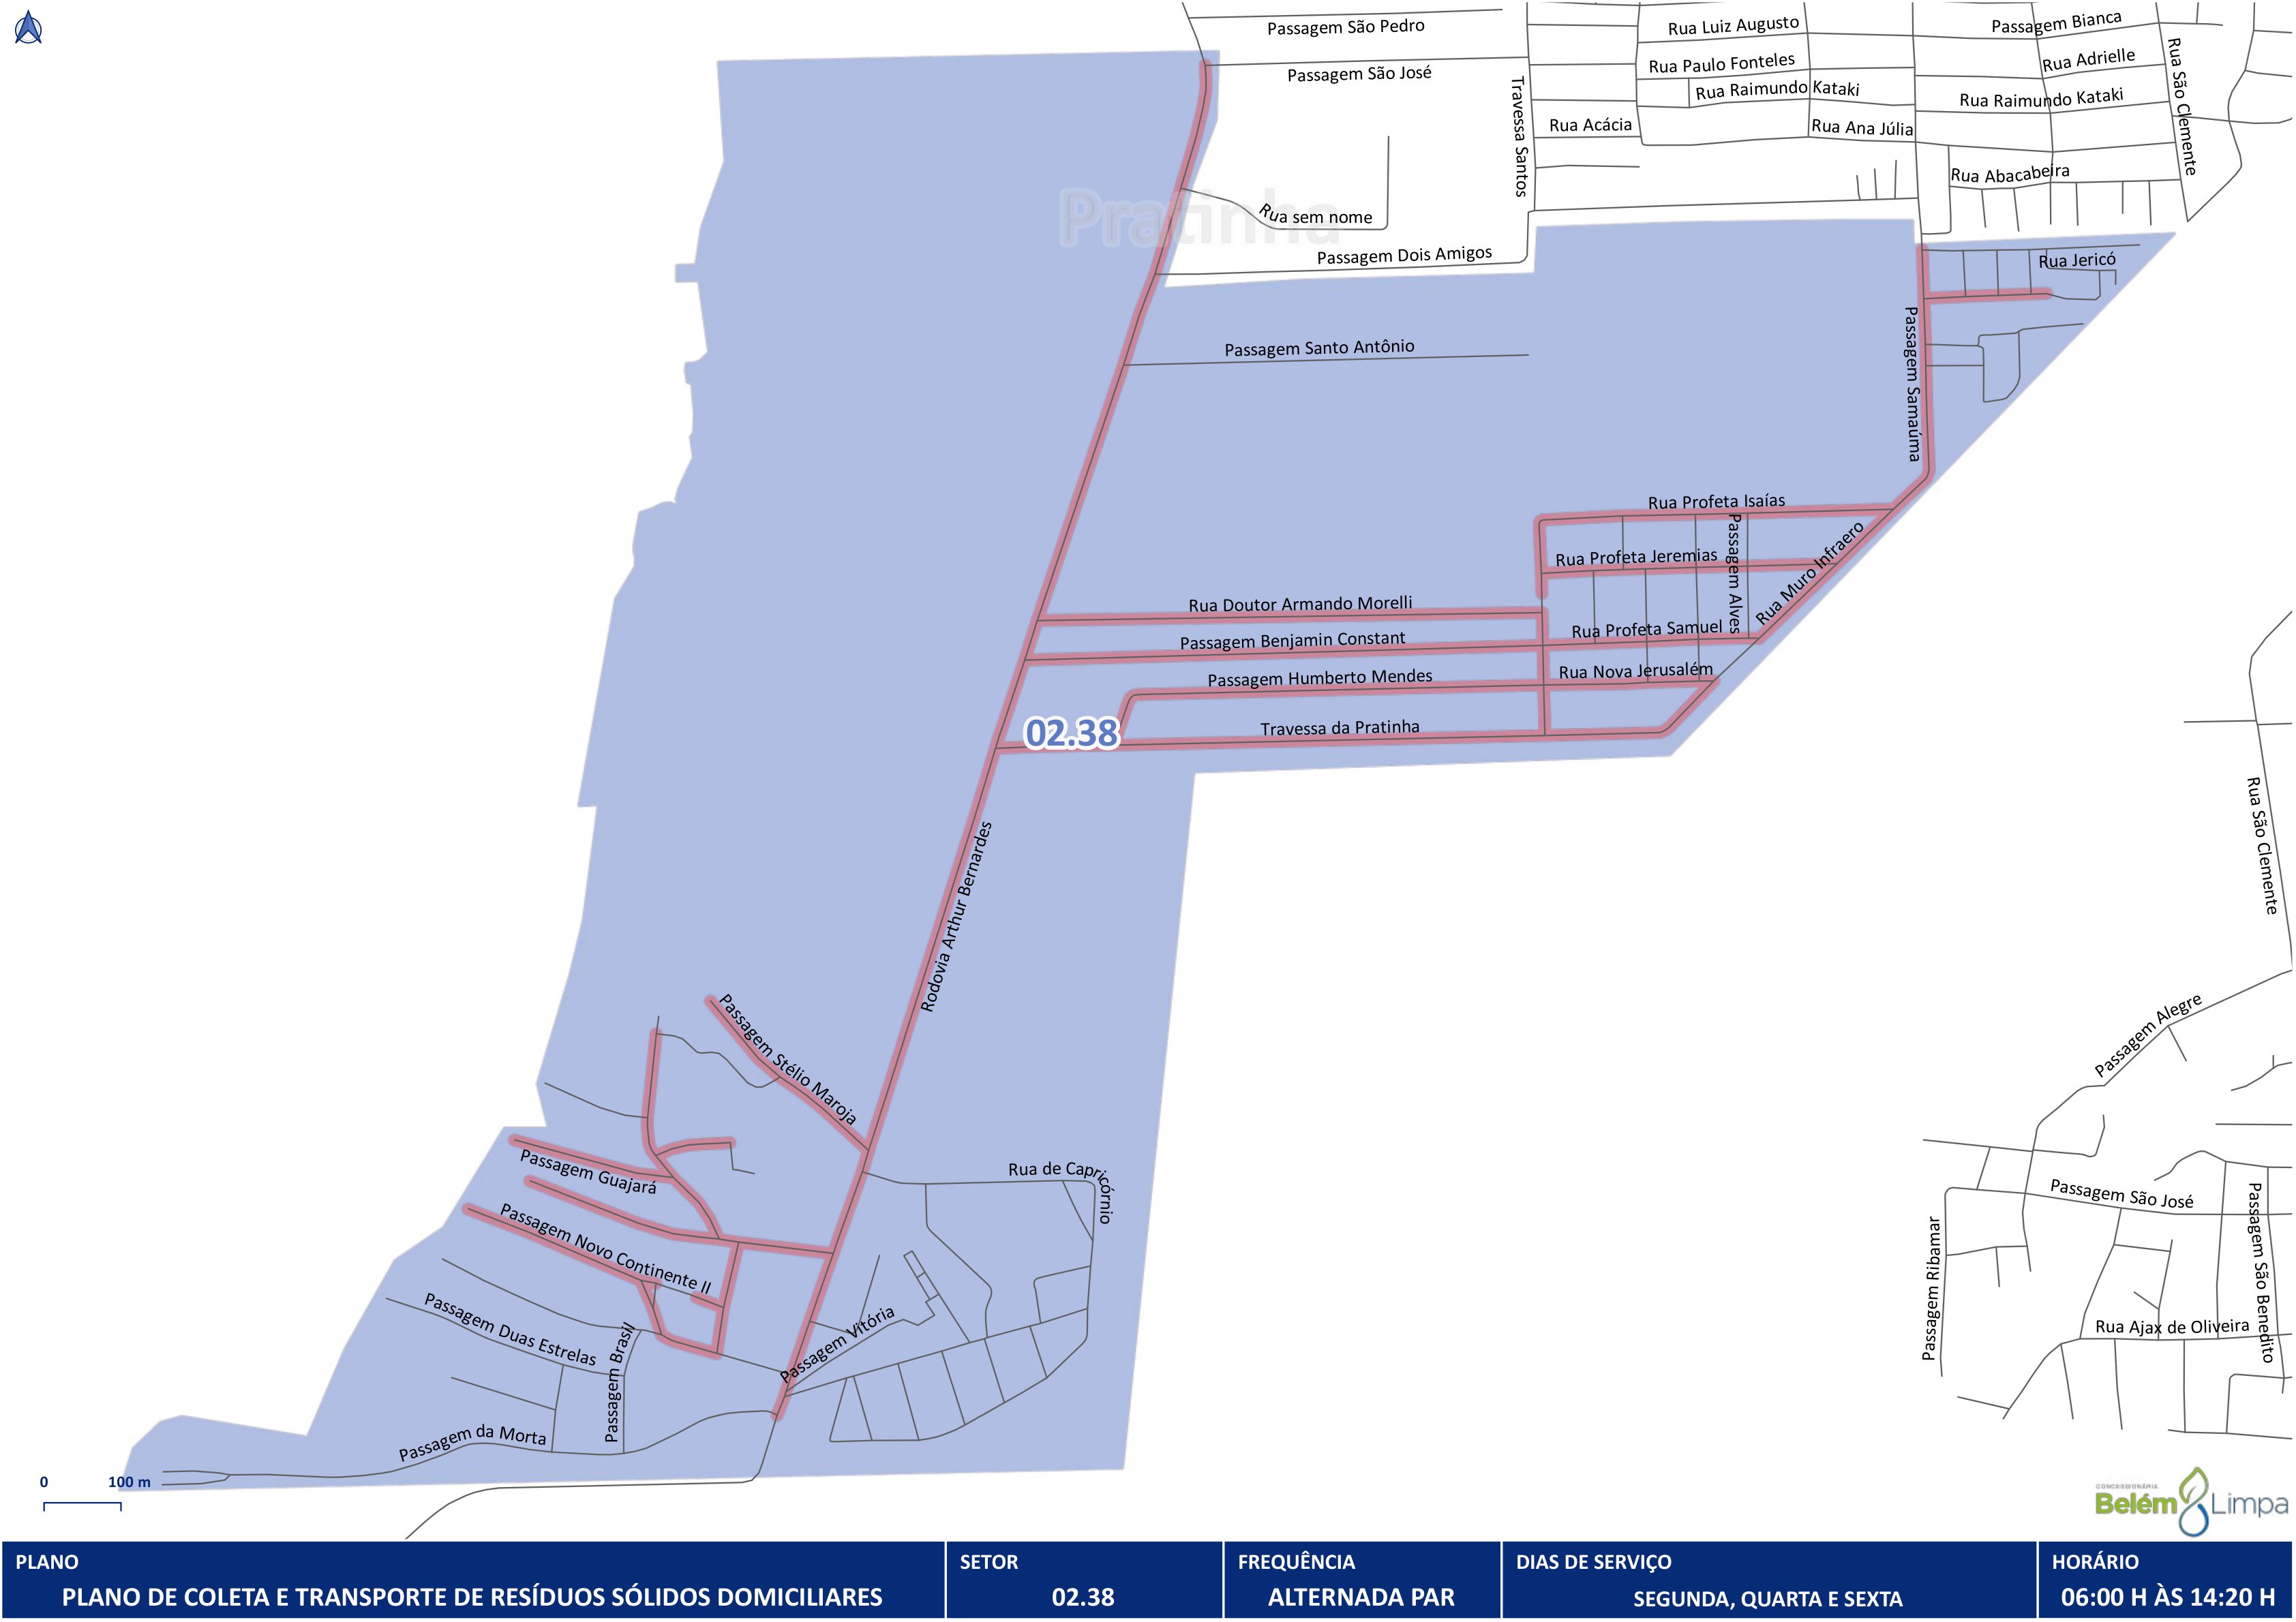 Passagem São Pedro
Rua Luiz Augusto
Passagem Bianca
Passagem São José
Rua Paulo Fonteles
Rua Adrielle
Rua São Clemente
Travessa Santos
Rua Raimundo Kataki
Rua Raimundo Kataki
Rua Acácia
Rua Ana Júlia
Rua Abacabeira
Pratinha
Rua sem nome
Passagem Dois Amigos
Rua Jericó
Passagem Santo Antônio
Passagem Samaúma
Rua Profeta Isaías
Rua Profeta Jeremias
Passagem Alves
Rua Muro Infraero
Rua Doutor Armando Morelli
Rua Profeta Samuel
Passagem Benjamin Constant
Rua Nova Jerusalém
Passagem Humberto Mendes
02.38
Travessa da Pratinha
Rua São Clemente
Rodovia Arthur Bernardes
Passagem Stélio Maroja
Passagem Alegre
Passagem Guajará
Rua de Capricórnio
Passagem São José
Passagem Ribamar
Passagem São Benedito
Passagem Novo Continente II
Passagem Duas Estrelas
Passagem Brasil
Passagem Vitória
Rua Ajax de Oliveira
Passagem da Morta
0 100 m
CONCESSIONÁRIA
Belém Limpa
PLANO
PLANO DE COLETA E TRANSPORTE DE RESÍDUOS SÓLIDOS DOMICILIARES
SETOR
02.38
FREQUÊNCIA
ALTERNADA PAR
DIAS DE SERVIÇO
SEGUNDA, QUARTA E SEXTA
HORÁRIO
06:00 H ÀS 14:20 H